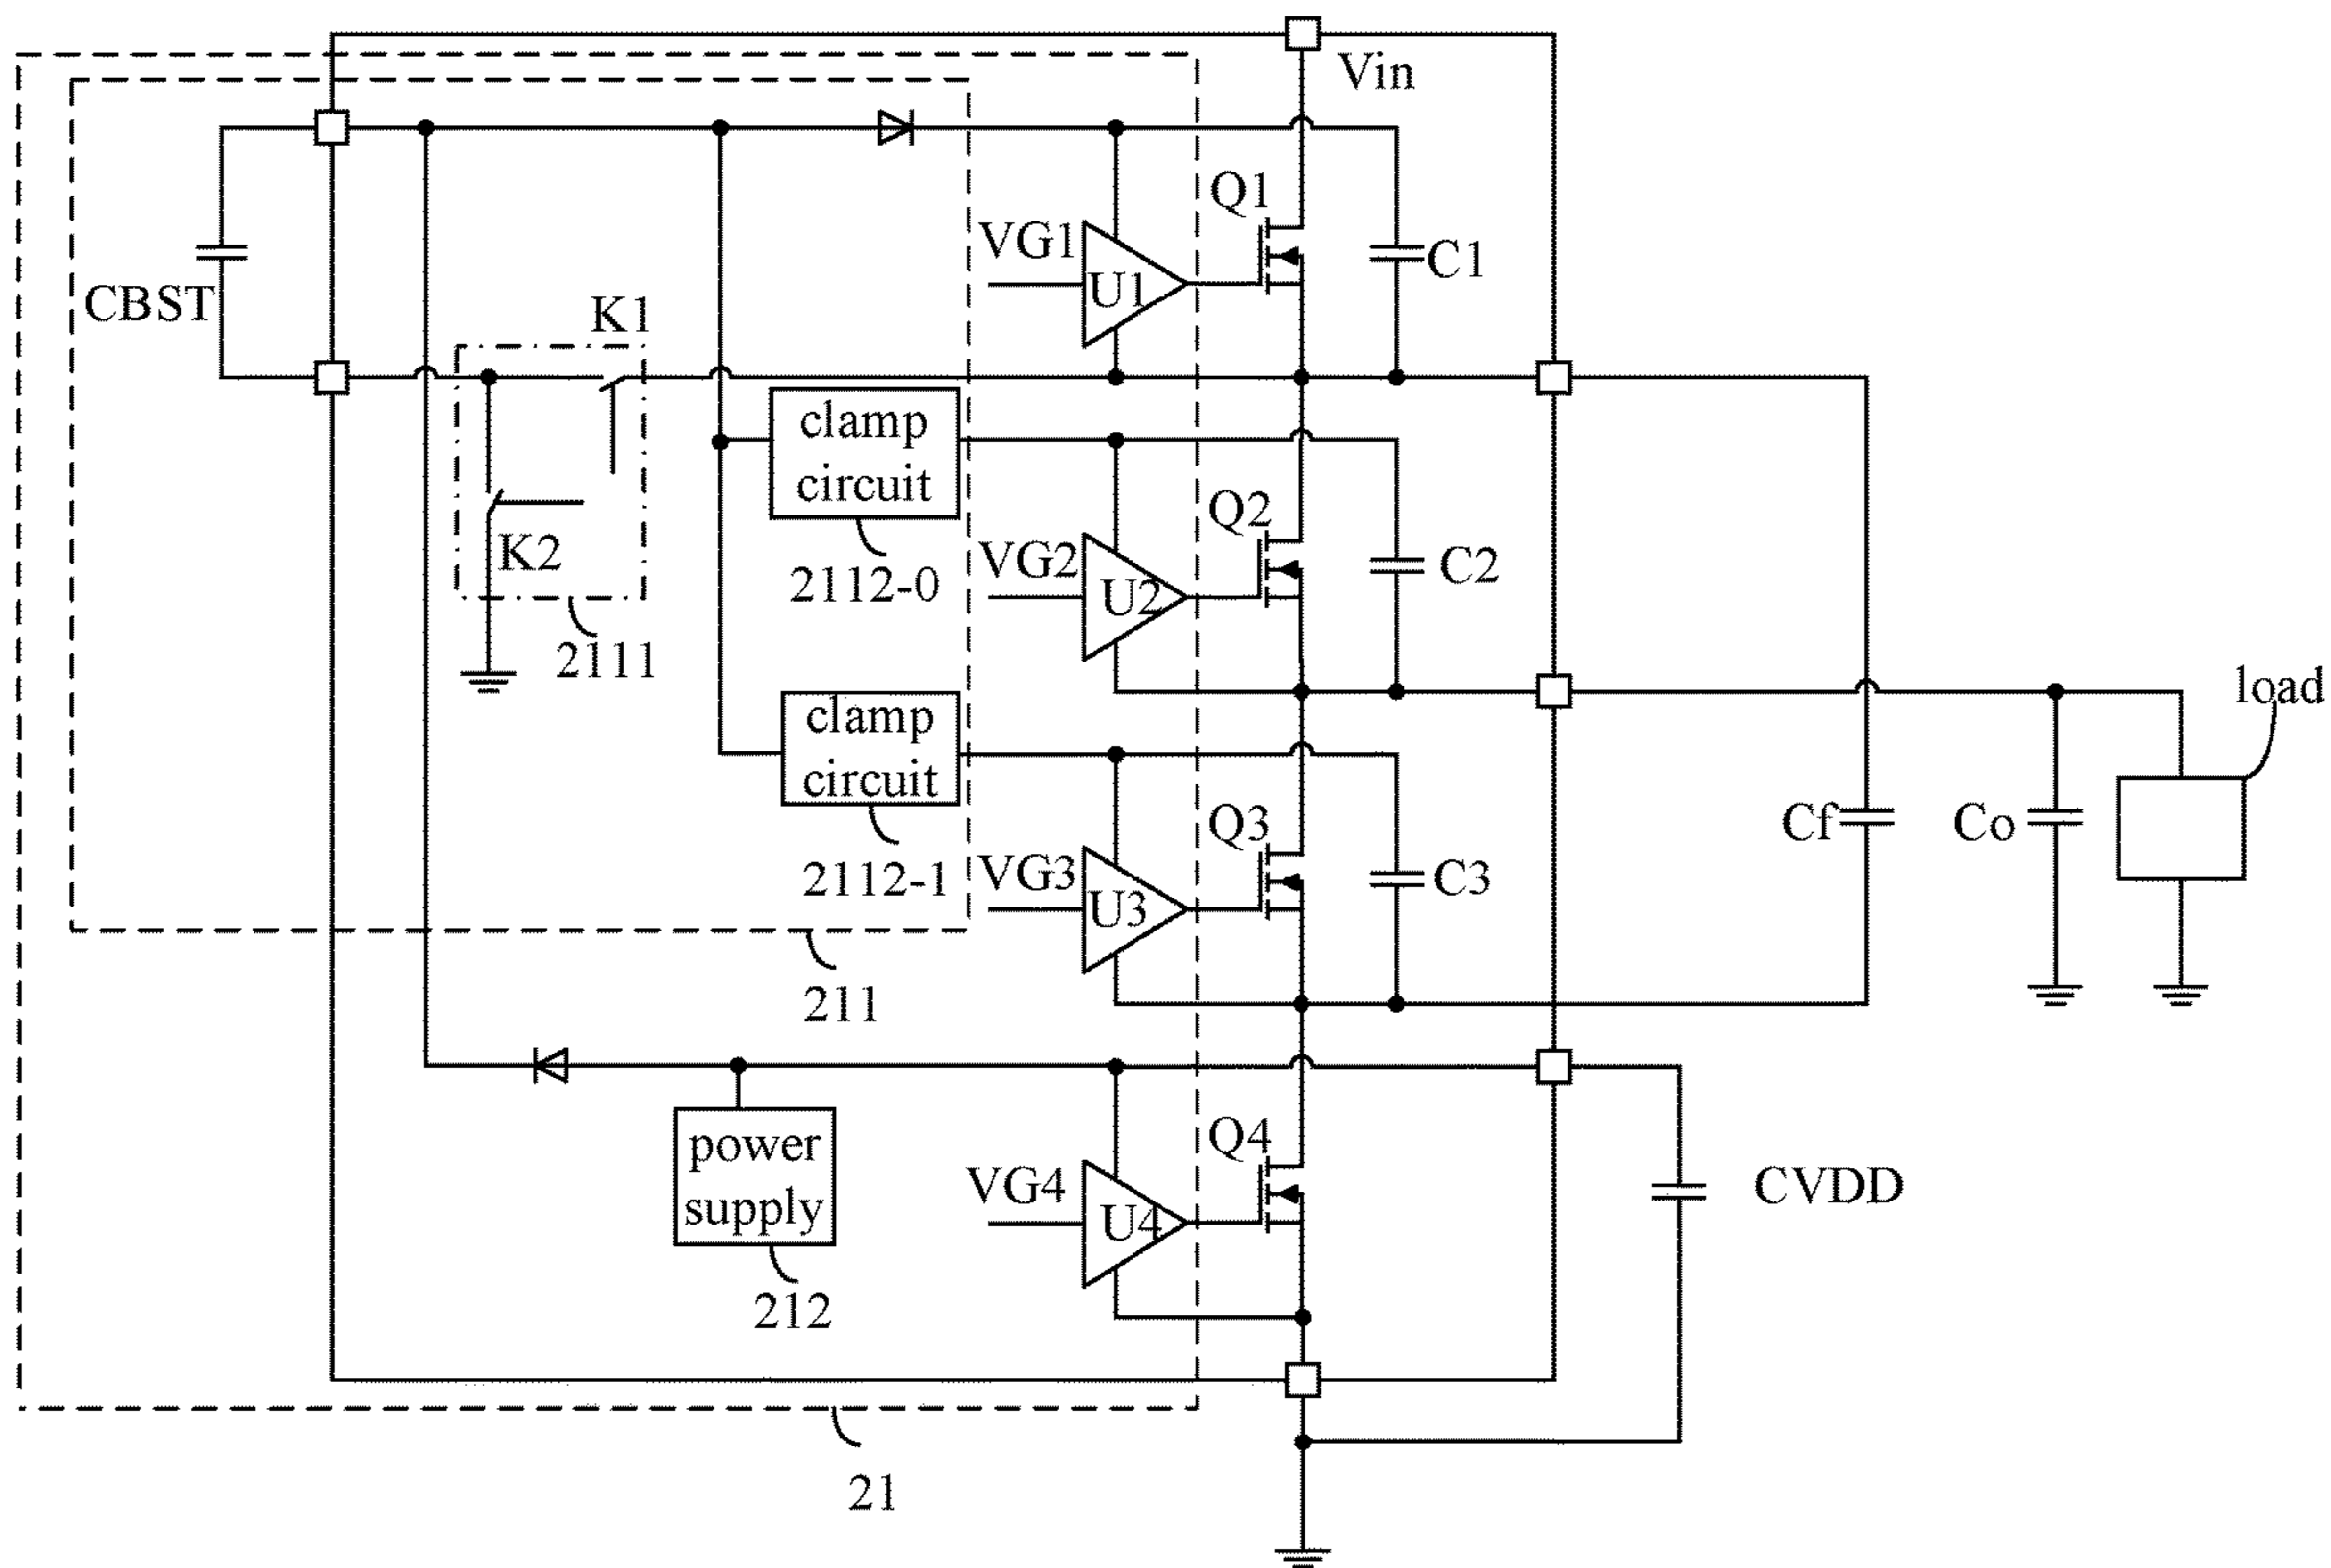 Vin
Q1
VG1
U1
C1
CBST
K1
clamp
circuit
2112-0
K2
2111
Q2
VG2
U2
C2
load
clamp
circuit
2112-1
Q3
VG3
U3
C3
Cf
Co
211
power
supply
212
Q4
VG4
U4
CVDD
21